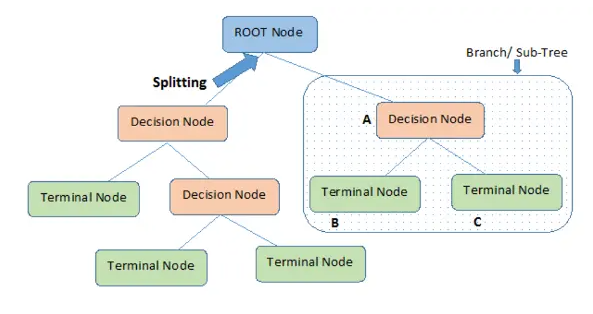 ROOT Node
Branch/ Sub-Tree
Splitting
Decision Node
A
Decision Node
Terminal Node
Decision Node
Terminal Node
Terminal Node
B
C
Terminal Node
Terminal Node